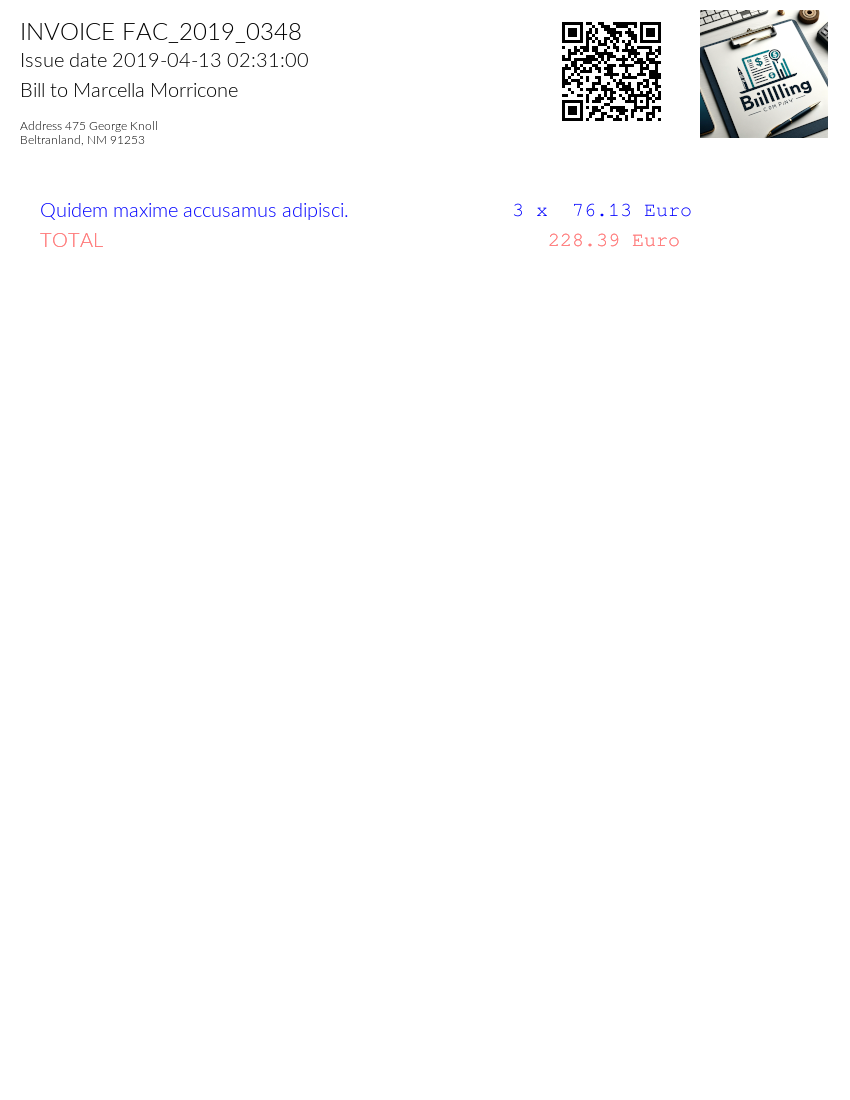 INVOICE FAC_2019_0348
Issue date 2019-04-13 02:31:00
Bill to Marcella Morricone
Address 475 George Knoll
Beltranland, NM 91253
Biillling
COMPANY
Quidem maxime accusamus adipisci. 3 x 76.13 Euro
TOTAL 228.39 Euro